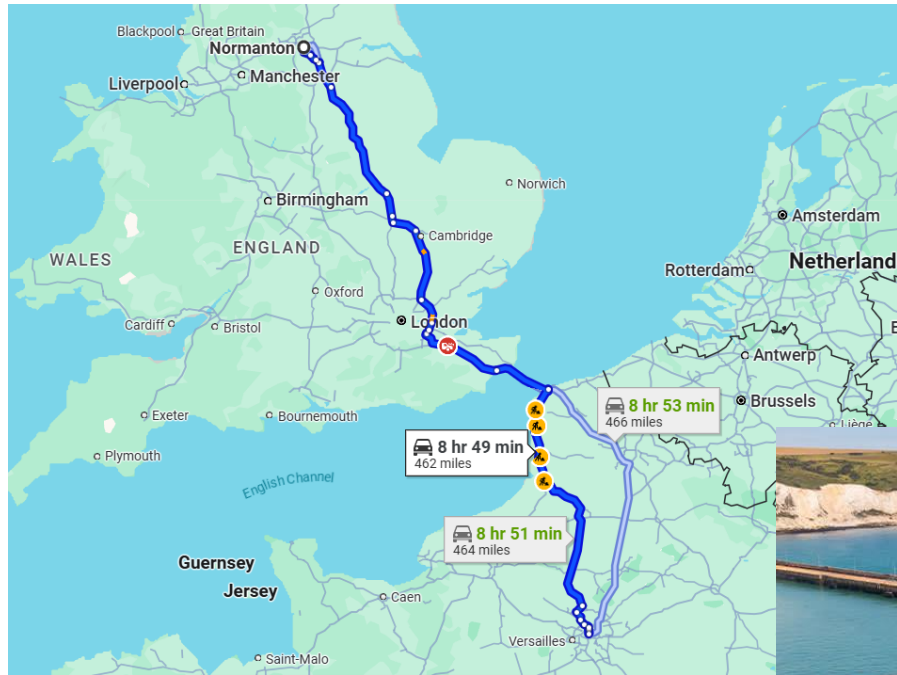 Blackpool
Great Britain
Normanton
Manchester
Liverpool
Norwich
Birmingham
Amsterdam
Cambridge
WALES
ENGLAND
Netherland
Rotterdam
Oxford
Cardiff
London
Bristol
Antwerp
Brussels
8 hr 53 min
466 miles
Exeter
Bournemouth
Liège
8 hr 49 min
462 miles
Plymouth
English Channel
8 hr 51 min
464 miles
Guernsey
Jersey
Caen
Versailles
Saint-Malo